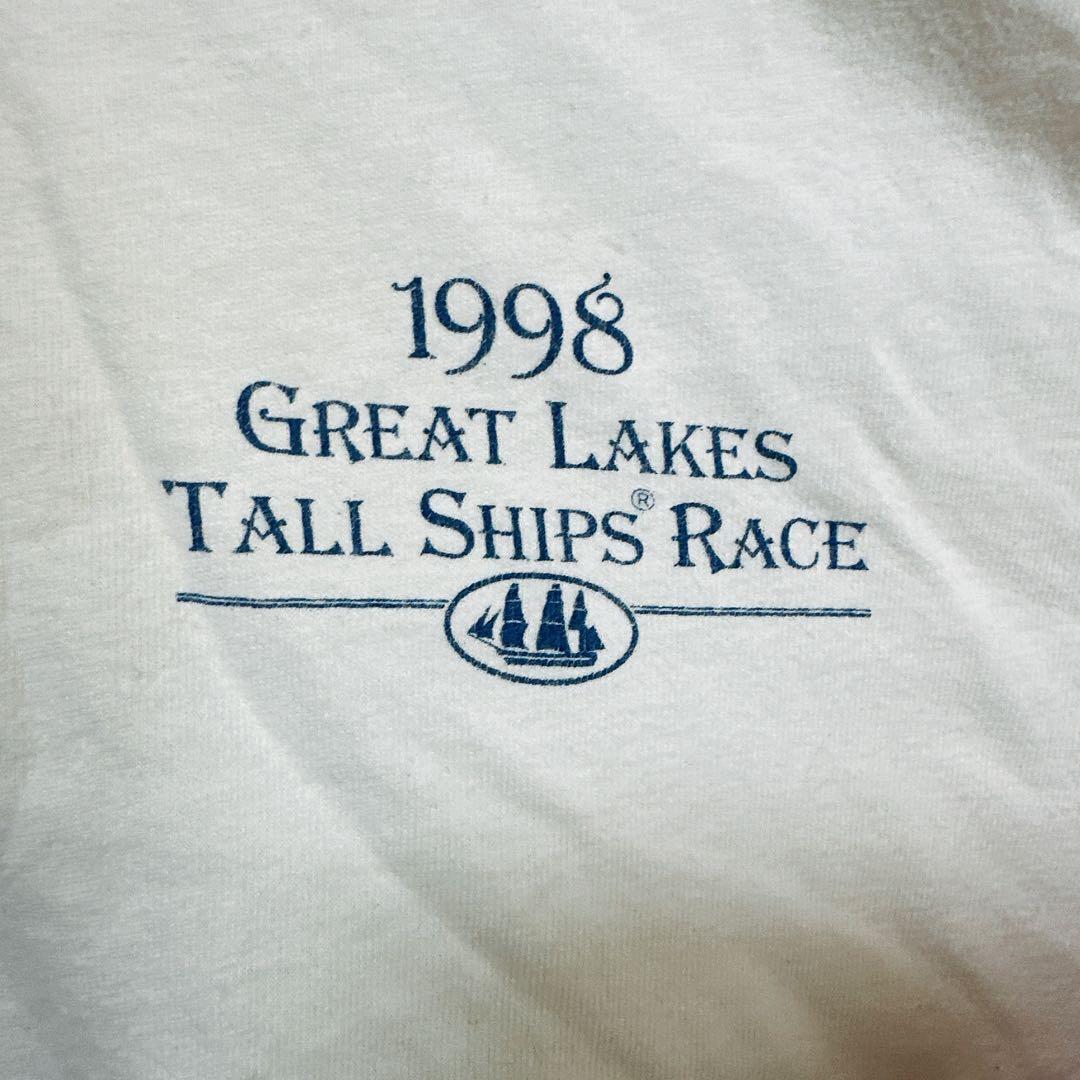 1998
GREAT LAKES
TALL SHIPS® RACE